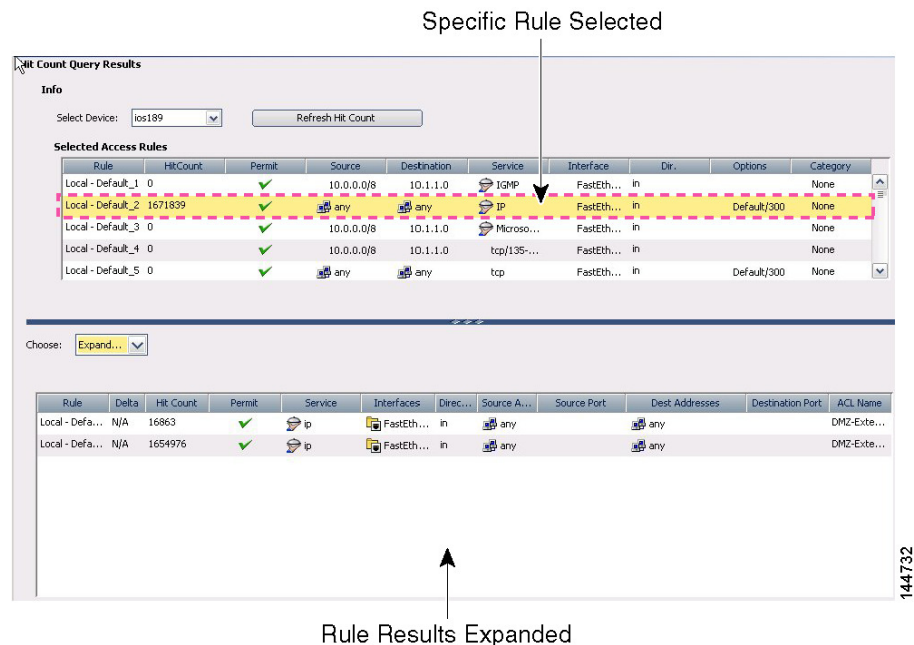 Specific Rule Selected
Hit Count Query Results
Info
Select Device: ios189 Refresh Hit Count
Selected Access Rules
Rule HitCount Permit Source Destination Service Interface Dir. Options Category
Local - Default_1 0 10.0.0.0/8 10.1.1.0 IGMP FastEth... in None
Local - Default_2 1671839 any any IP FastEth... in Default/300 None
Local - Default_3 0 10.0.0.0/8 10.1.1.0 Microso... FastEth... in None
Local - Default_4 0 10.0.0.0/8 10.1.1.0 tcp/135-... FastEth... in None
Local - Default_5 0 any any tcp FastEth... in Default/300 None
Choose: Expand...
Rule Delta Hit Count Permit Service Interfaces Direc... Source A... Source Port Dest Addresses Destination Port ACL Name
Local - Defa... N/A 16863 ip FastEth... in any any DMZ-Exte...
Local - Defa... N/A 1654976 ip FastEth... in any any DMZ-Exte...
144732
Rule Results Expanded